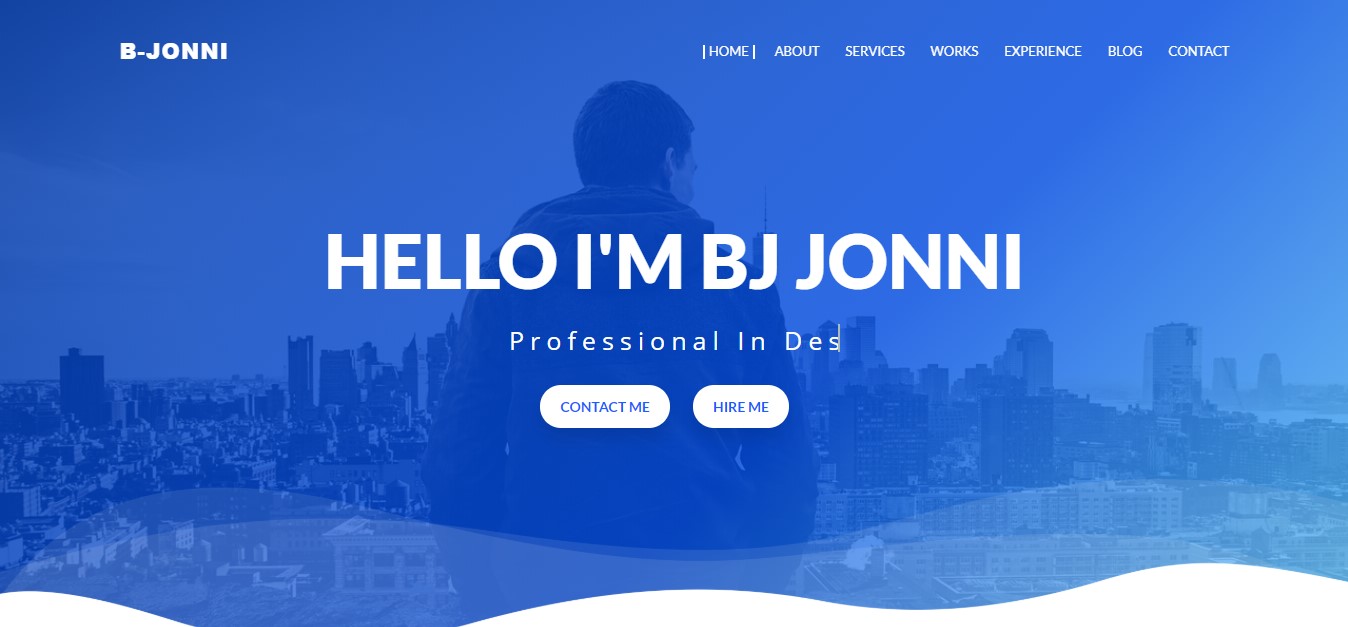 B-JONNI
| HOME | ABOUT SERVICES WORKS EXPERIENCE BLOG CONTACT
HELLO I'M BJ JONNI
Professional In Des
CONTACT ME HIRE ME